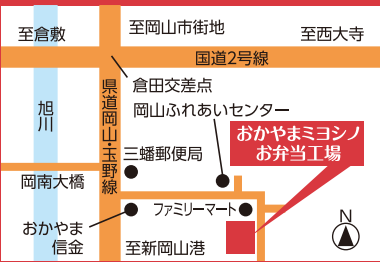 至倉敷
至岡山市街地
至西大寺
国道2号線
倉田交差点
旭川
県道岡山・玉野線
岡山ふれあいセンター
おかやまミヨシノ
お弁当工場
三蟠郵便局
岡南大橋
ファミリーマート
おかやま
信金
至新岡山港
N